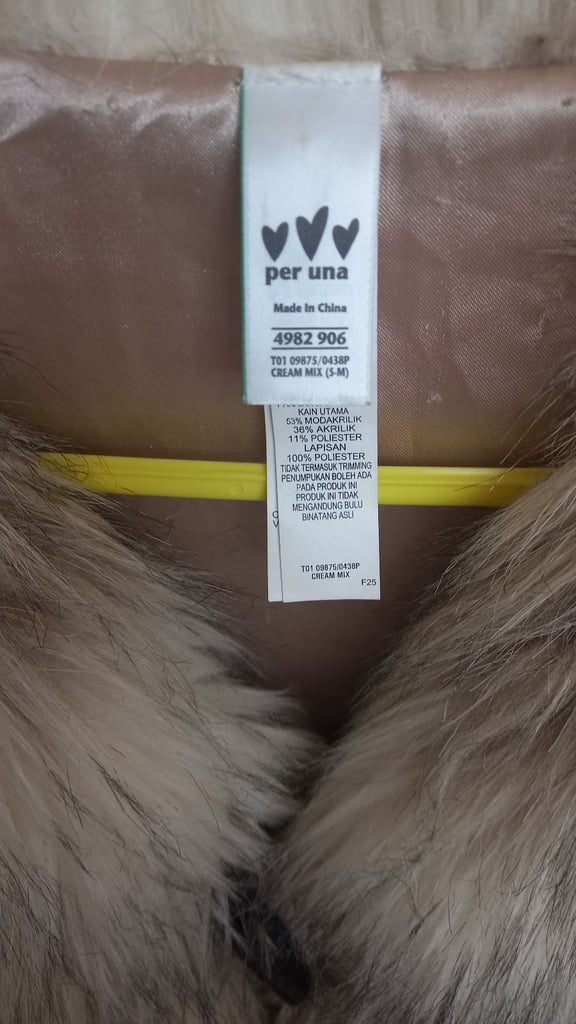 per una
Made In China
4982 906
T01 09875/0438P
CREAM MIX (S-M)
KAIN UTAMA
53% MODAKRILIK
36% AKRILIK
11% POLIESTER
LAPISAN
100% POLIESTER
TIDAK TERMASUK TRIMMING
PENUMPUKAN BOLEH ADA
PADA PRODUK INI
PRODUK INI TIDAK
MENGANDUNG BULU
BINATANG ASLI
T01 09875/0438P
CREAM MIX
F25